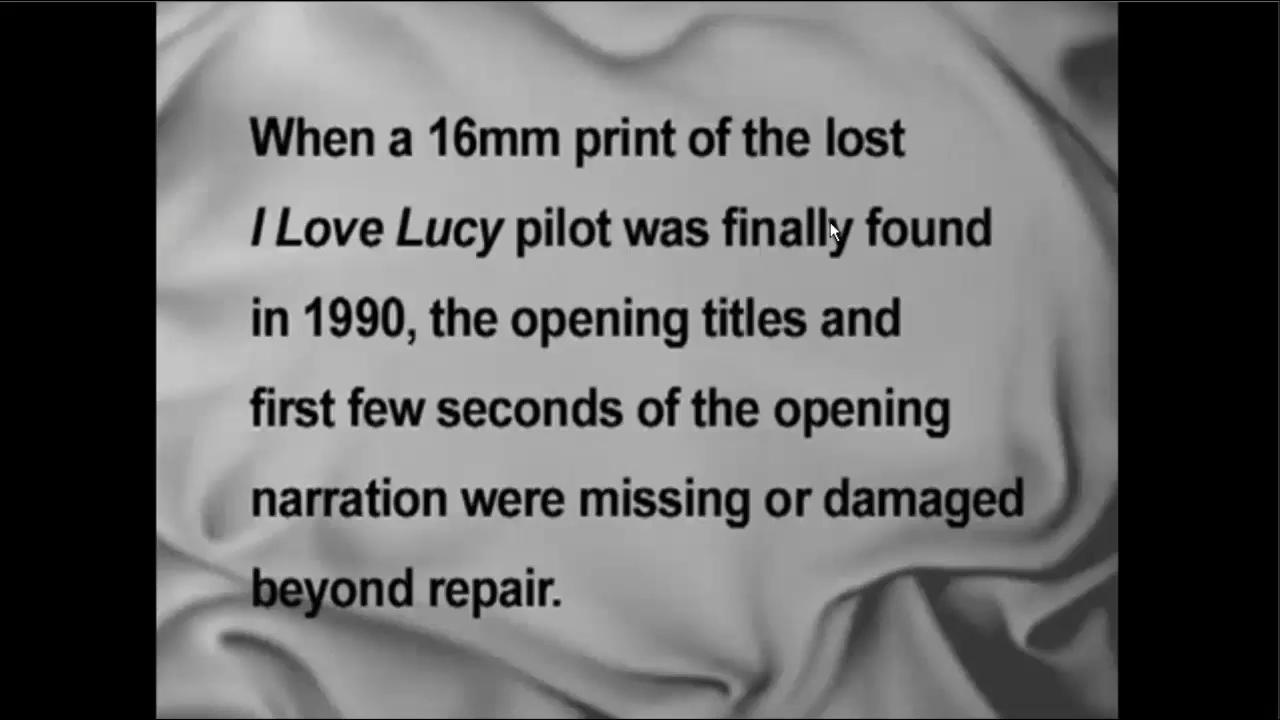 When a 16mm print of the lost
I Love Lucy pilot was finally found
in 1990, the opening titles and
first few seconds of the opening
narration were missing or damaged
beyond repair.